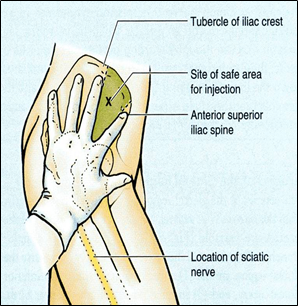 Tubercle of iliac crest
Site of safe area
for injection
Anterior superior
iliac spine
X
Location of sciatic
nerve